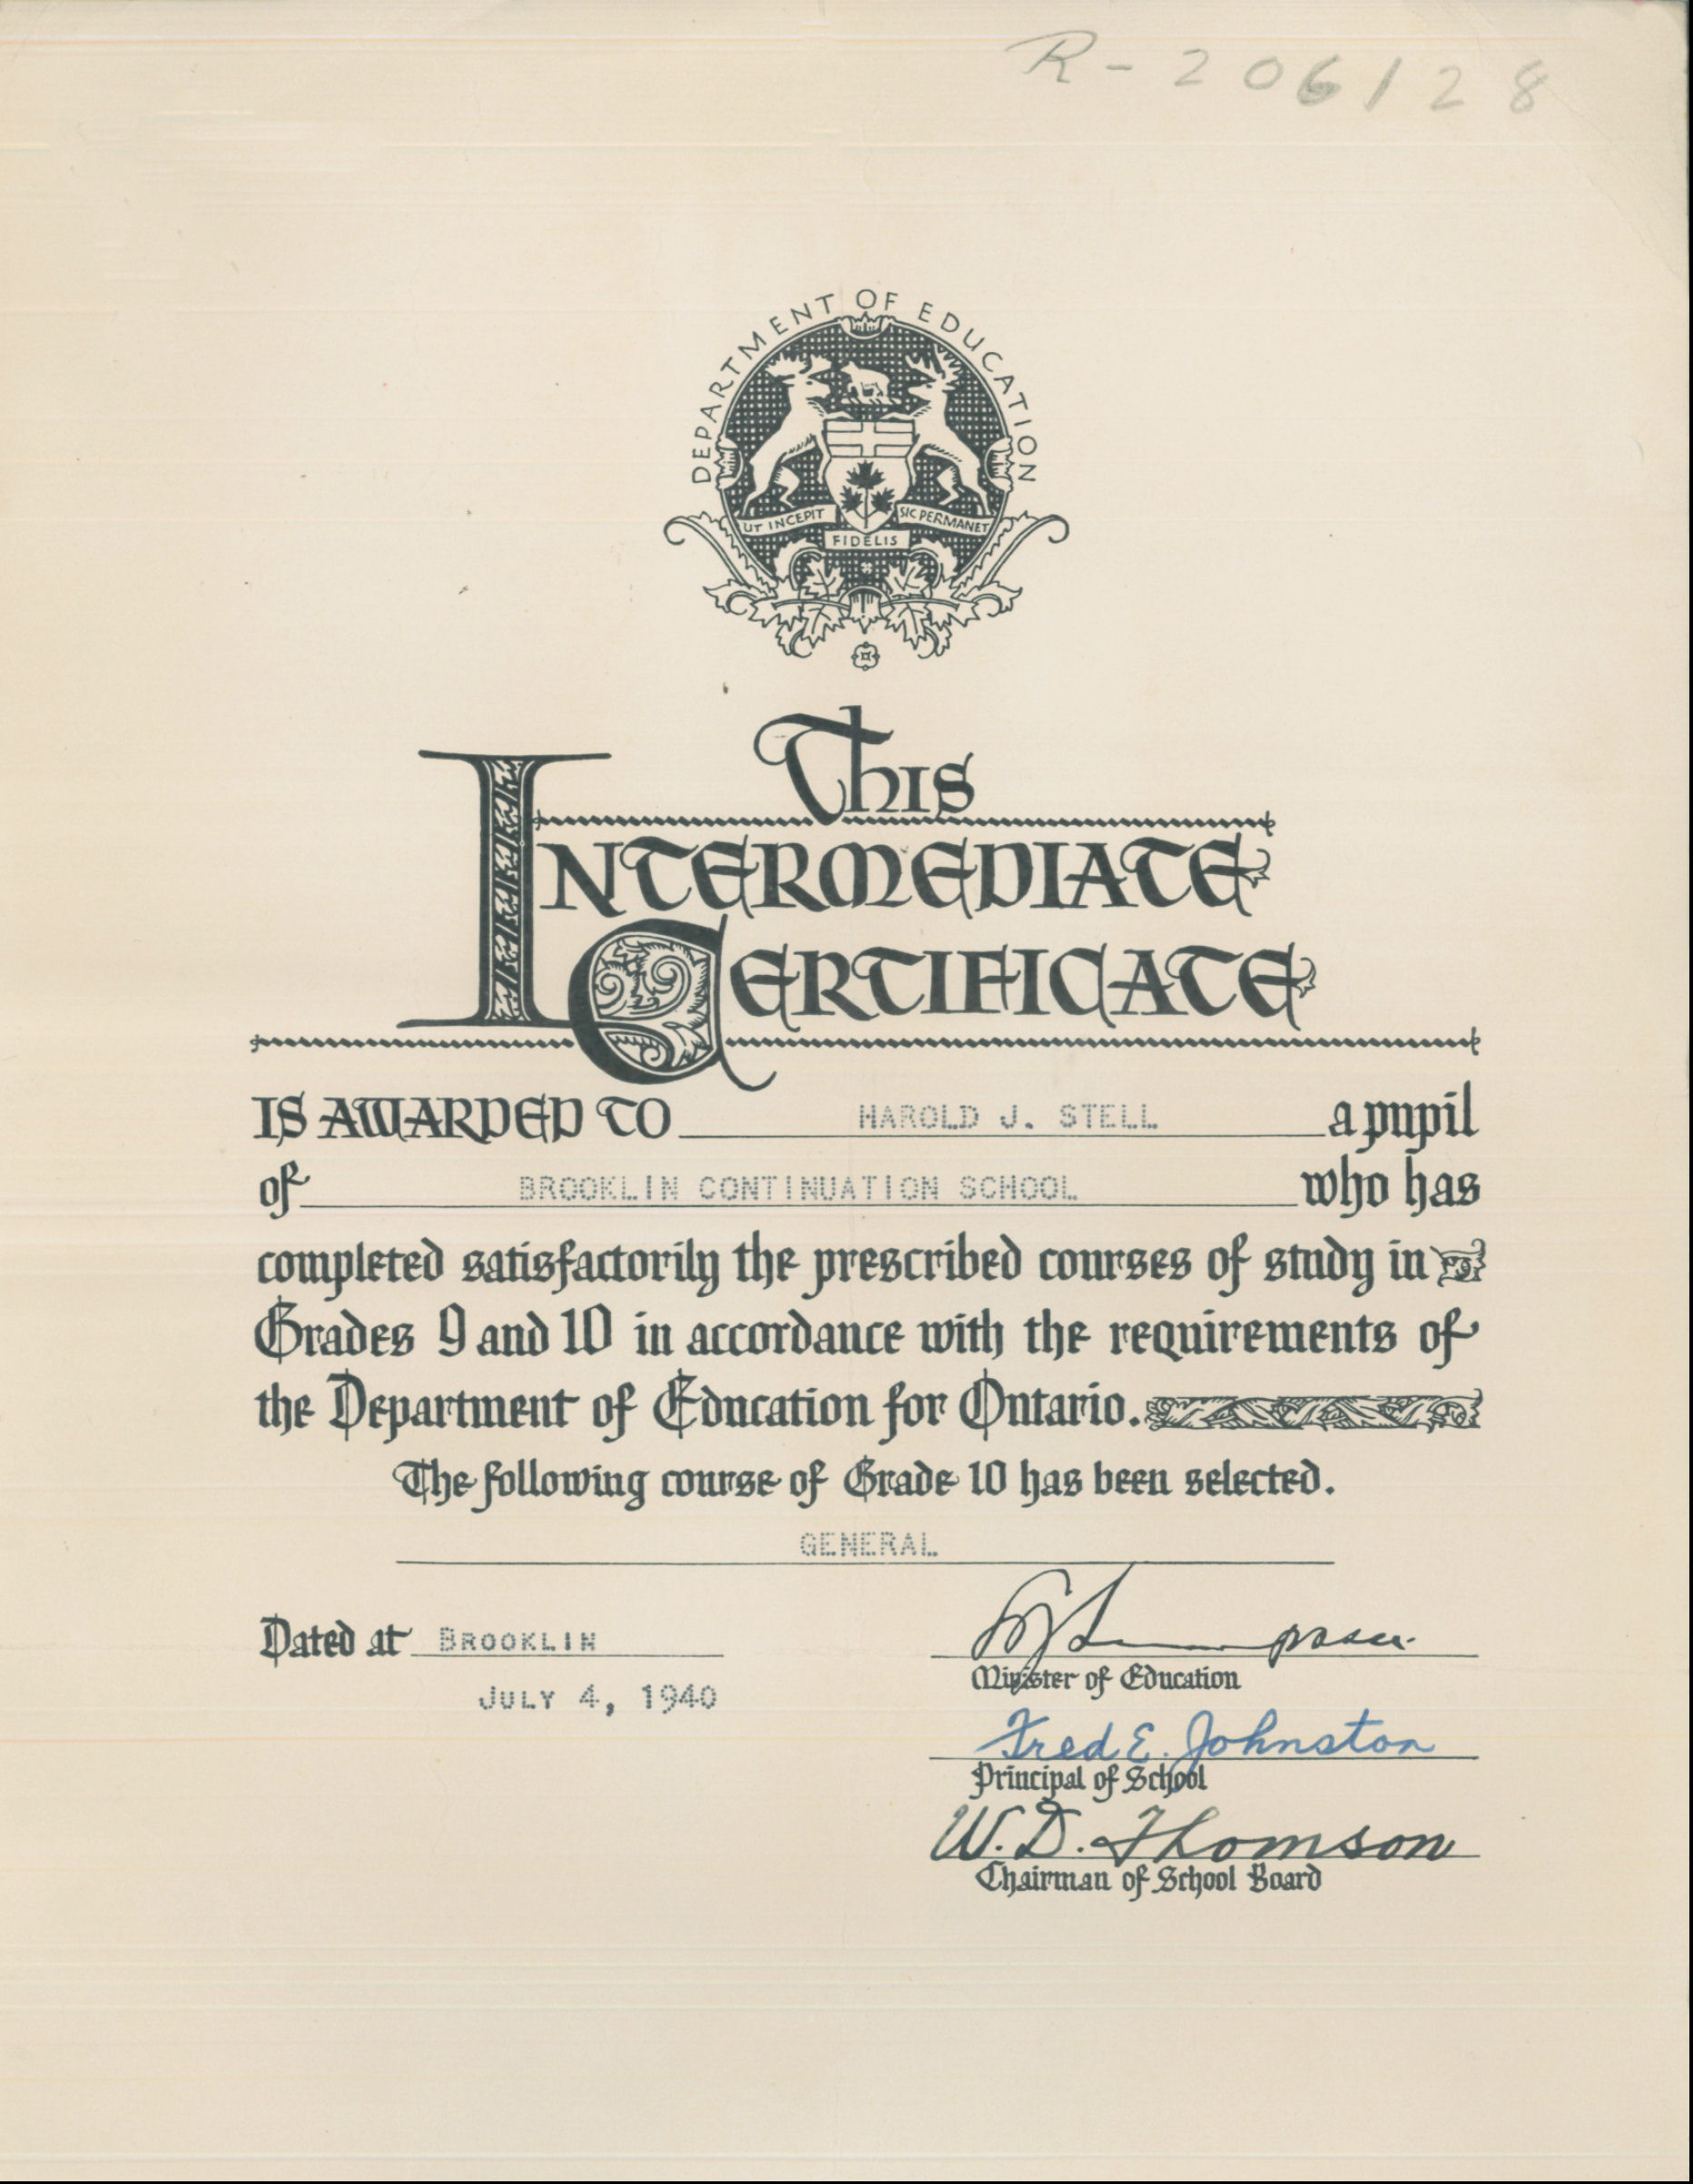 R-206128
DEPARTMENT OF EDUCATION
UT INCEPIT SIC PERMANET
FIDELIS
This
INTERMEDIATE
CERTIFICATE
IS AWARDED TO HAROLD J. STELL a pupil
of BROOKLIN CONTINUATION SCHOOL who has
completed satisfactorily the prescribed courses of study in
Grades 9 and 10 in accordance with the requirements of
the Department of Education for Ontario.
The following course of Grade 10 has been selected.
GENERAL
Dated at BROOKLIN
JULY 4, 1940
Minister of Education
Fred E. Johnston
Principal of School
W. D. Thomson
Chairman of School Board